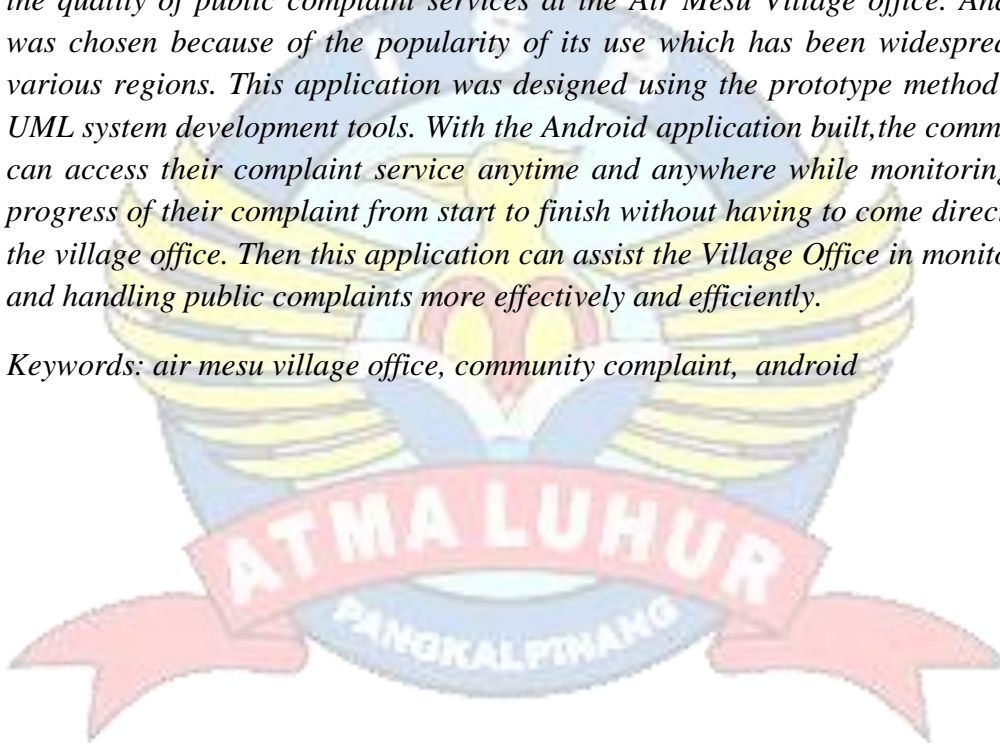 the quality of public complaint services at the Air Mesu Village office. And
was chosen because of the popularity of its use which has been widespre
various regions. This application was designed using the prototype method
UML system development tools. With the Android application built,the comm
can access their complaint service anytime and anywhere while monitoring
progress of their complaint from start to finish without having to come direc
the village office. Then this application can assist the Village Office in monito
and handling public complaints more effectively and efficiently.
Keywords: air mesu village office, community complaint, android
ATMA LUHUR
PANGKALPINANG